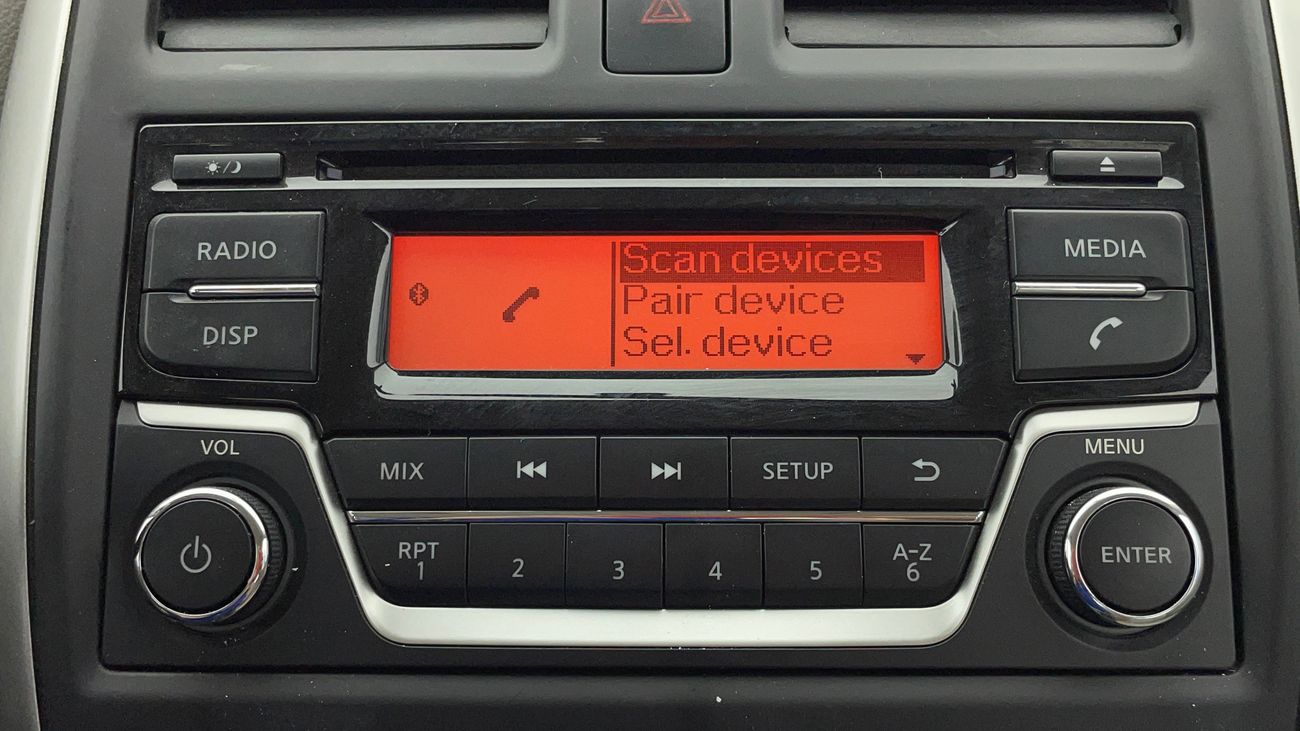 RADIO
DISP
Scan devices
Pair device
Sel. device
MEDIA
VOL
MENU
MIX
SETUP
RPT
1
2
3
4
5
A-Z
6
ENTER